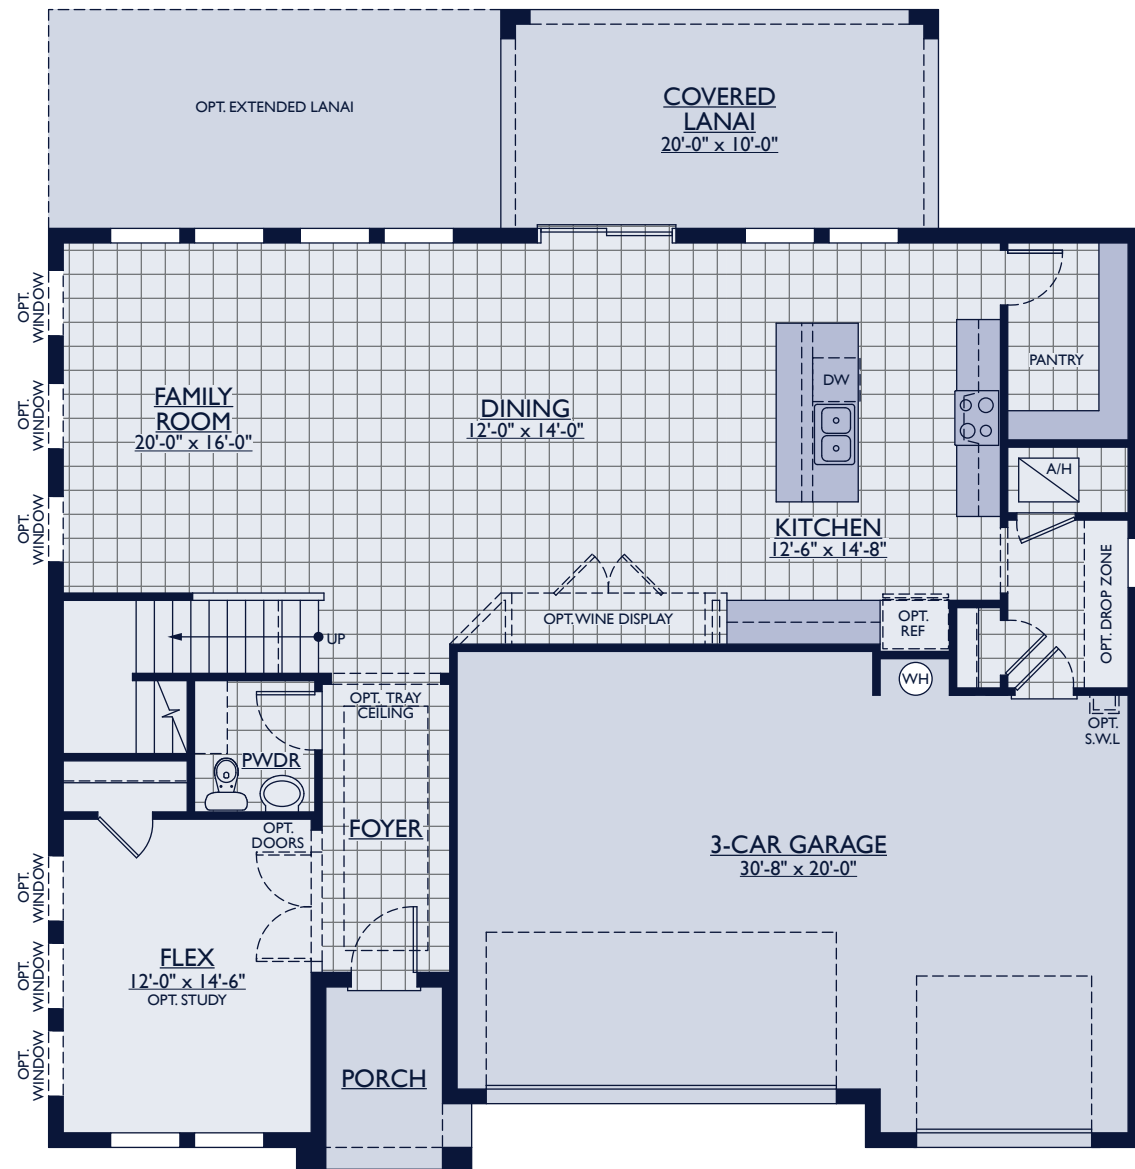 OPT. EXTENDED LANAI
COVERED
LANAI
20'-0" x 10'-0"
OPT.
WINDOW
OPT.
WINDOW
OPT.
WINDOW
FAMILY
ROOM
20'-0" x 16'-0"
DINING
12'-0" x 14'-0"
DW
PANTRY
A/H
KITCHEN
12'-6" x 14'-8"
OPT. DROP ZONE
OPT. WINE DISPLAY
OPT.
REF
UP
WH
OPT. TRAY
CEILING
OPT.
S.W.L
PWDR
OPT.
DOORS
FOYER
3-CAR GARAGE
30'-8" x 20'-0"
OPT.
WINDOW
OPT.
WINDOW
OPT.
WINDOW
FLEX
12'-0" x 14'-6"
OPT. STUDY
PORCH